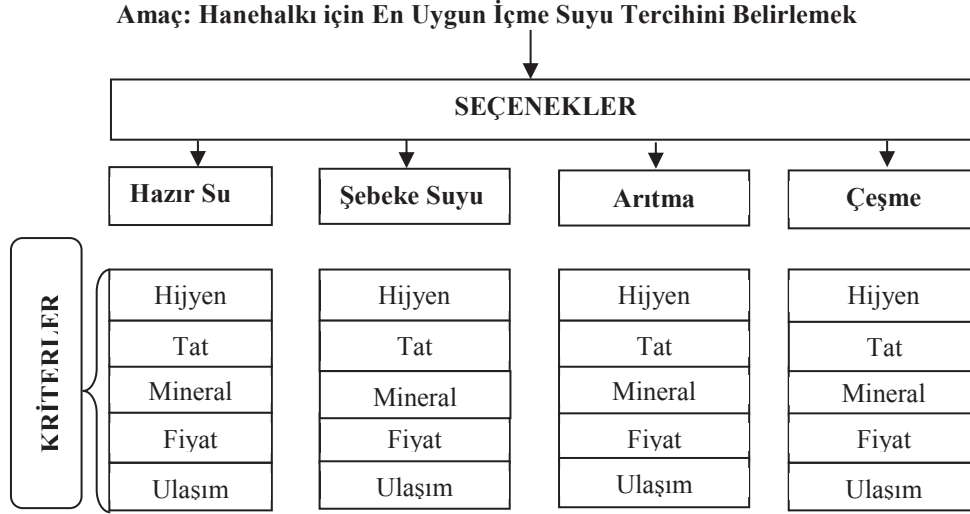 Amaç: Hanehalkı için En Uygun İçme Suyu Tercihini Belirlemek
SEÇENEKLER
Hazır Su
Şebeke Suyu
Arıtma
Çeşme
KRİTERLER
Hijyen
Hijyen
Hijyen
Hijyen
Tat
Tat
Tat
Tat
Mineral
Mineral
Mineral
Mineral
Fiyat
Fiyat
Fiyat
Fiyat
Ulaşım
Ulaşım
Ulaşım
Ulaşım